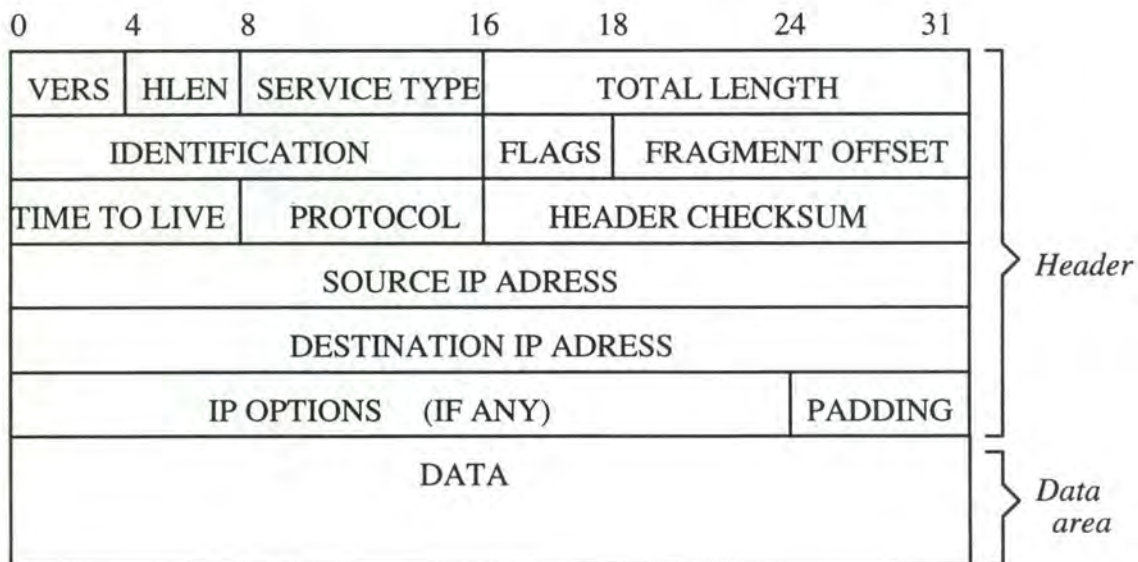 0 4 8 16 18 24 31
VERS HLEN SERVICE TYPE TOTAL LENGTH
IDENTIFICATION FLAGS FRAGMENT OFFSET
TIME TO LIVE PROTOCOL HEADER CHECKSUM
SOURCE IP ADRESS
Header
DESTINATION IP ADRESS
IP OPTIONS (IF ANY) PADDING
DATA
Data
area